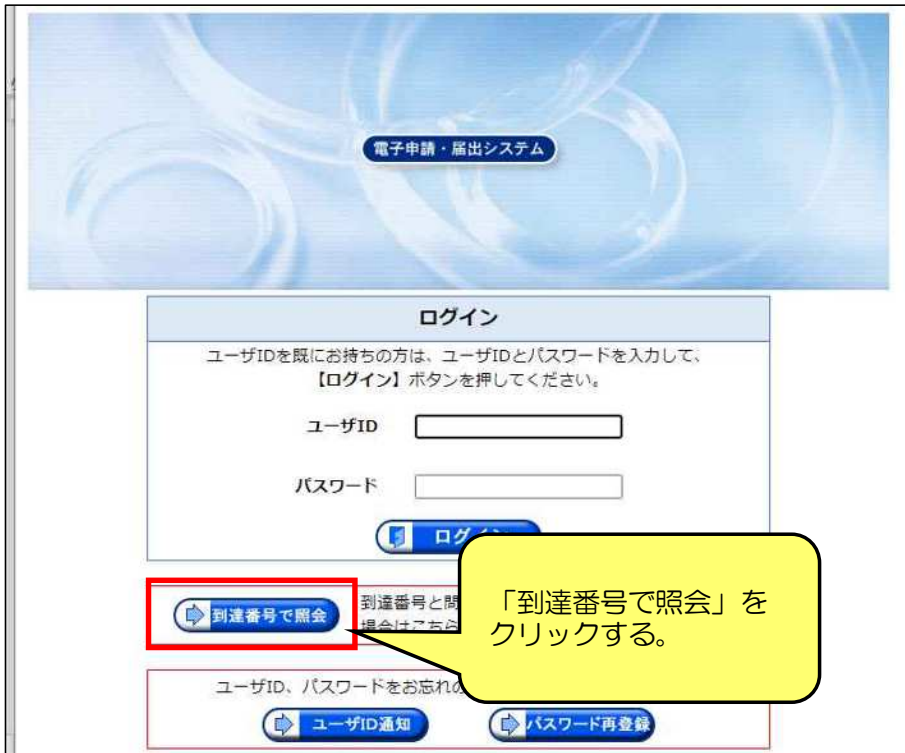 電子申請・届出システム
ログイン
ユーザIDを既にお持ちの方は、ユーザIDとパスワードを入力して、
【ログイン】ボタンを押してください。
ユーザID
パスワード
ログイン
到達番号で照会
到達番号と問
場合はこちら
「到達番号で照会」を
クリックする。
ユーザID、パスワードをお忘れの
ユーザID通知
パスワード再登録